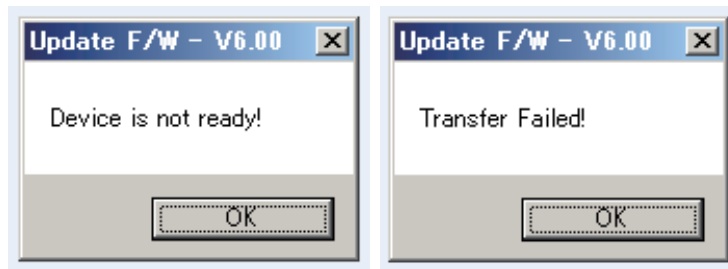 Update F/W - V6.00
Device is not ready!
OK
Update F/W - V6.00
Transfer Failed!
OK